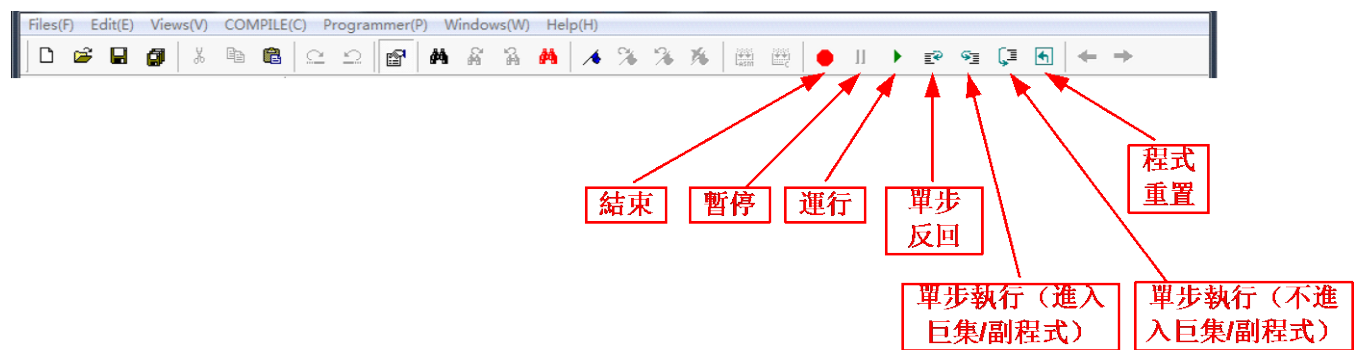 Files(F) Edit(E) Views(V) COMPILE(C) Programmer(P) Windows(W) Help(H)
asm
C
程式
重置
結束
暫停
運行
單步
反回
單步執行（進入
巨集/副程式）
單步執行（不進
入巨集/副程式）